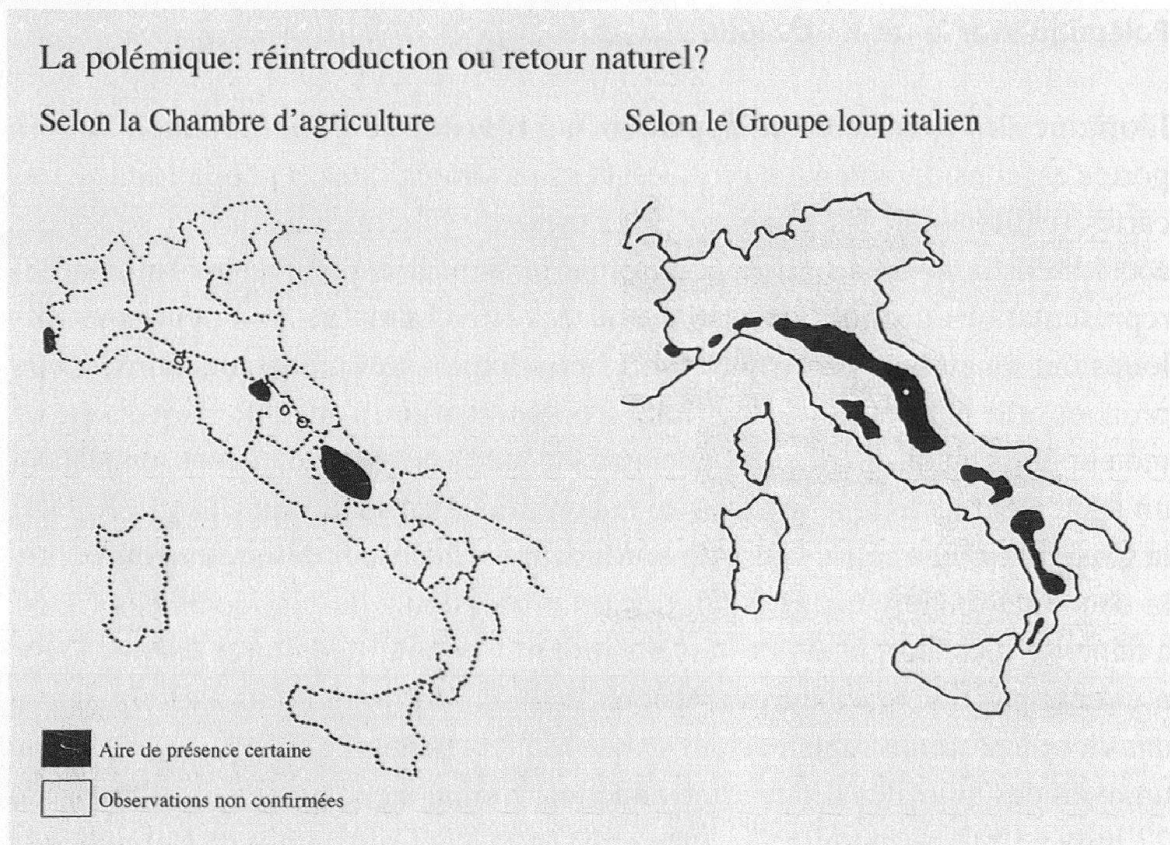 La polémique: réintroduction ou retour naturel?
Selon la Chambre d'agriculture
Selon le Groupe loup italien
Aire de présence certaine
Observations non confirmées